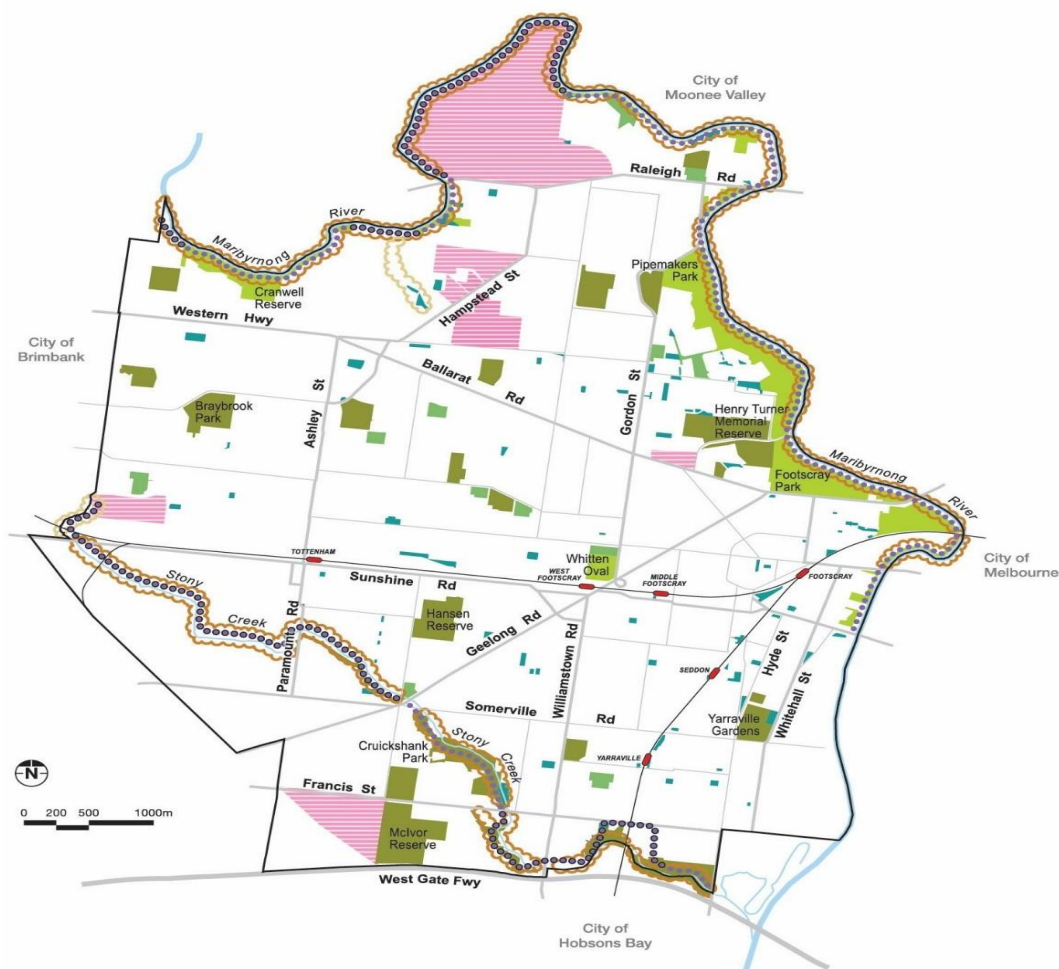 City of
Moonee Valley
Raleigh Rd
River
Maribyrnong
Cranwell
Reserve
Pipemakers
Park
Hampstead St
Western Hwy
City of
Brimbank
Ballarat Rd
Ashley St
Gordon St
Braybrook
Park
Henry Turner
Memorial
Reserve
Footscray
Park
Maribyrnong
River
City of
Melbourne
TOTTENHAM
Whitten
Oval
WEST
FOOTSCRAY
MIDDLE
FOOTSCRAY
FOOTSCRAY
Sunshine Rd
Stony
Creek
Hansen
Reserve
Geelong Rd
Paramount Rd
Williamstown Rd
Hyde St
SEDDON
Whitehall St
Somerville Rd
Yarraville
Gardens
Stony
Creek
Cruickshank
Park
YARRAVILLE
N
Francis St
0 200 500 1000m
McIvor
Reserve
West Gate Fwy
City of
Hobsons Bay